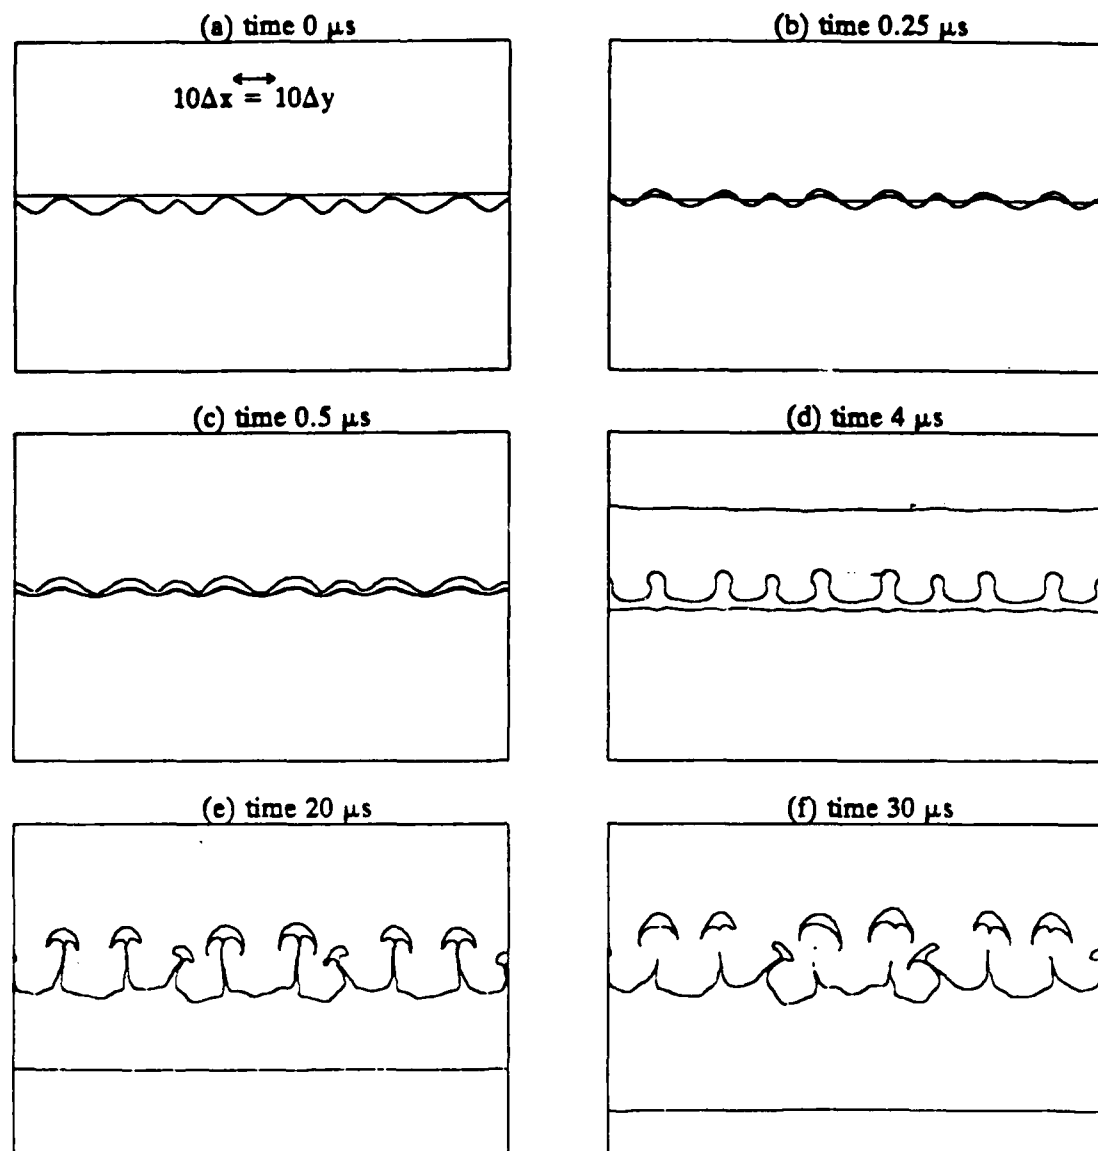 (a) time 0 μs
10Δx = 10Δy
(b) time 0.25 μs
(c) time 0.5 μs
(d) time 4 μs
(e) time 20 μs
(f) time 30 μs